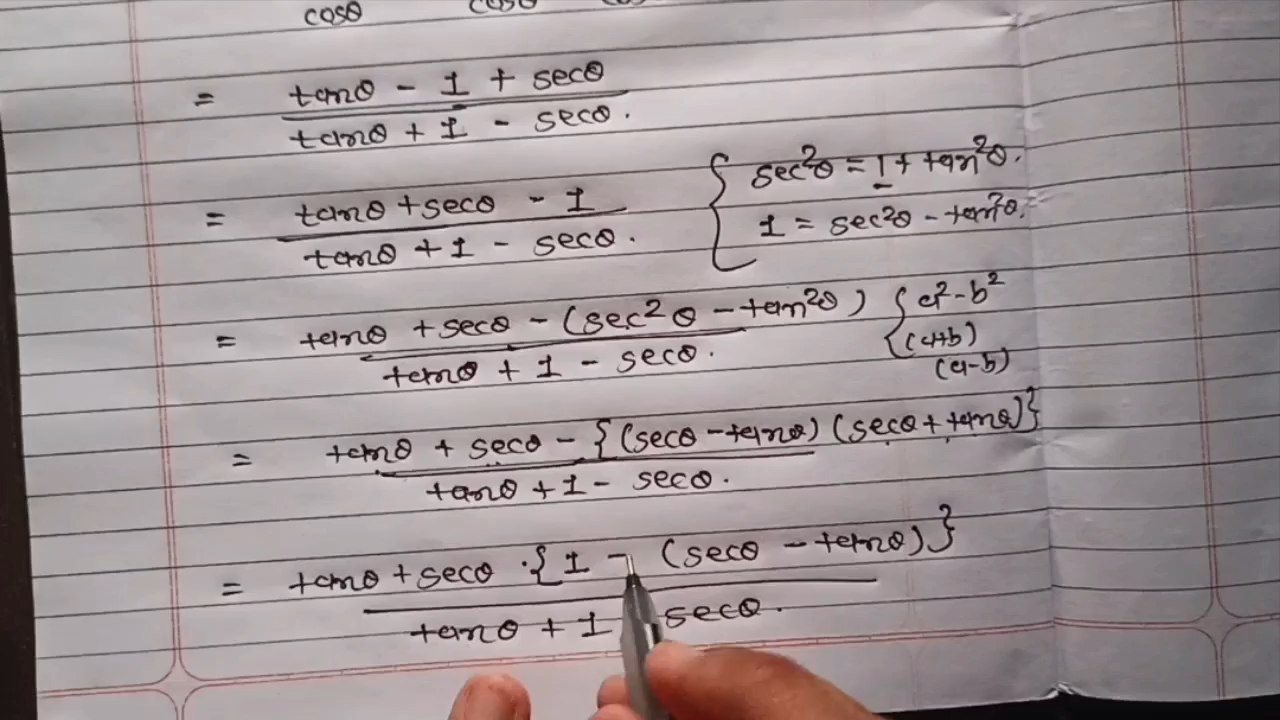 cosθ cosθ
= tanθ - 1 + secθ
tanθ + 1 - secθ.
= tanθ + secθ - 1
tanθ + 1 - secθ.
{ sec²θ = 1 + tan²θ.
1 = sec²θ - tan²θ.
= tanθ + secθ - (sec²θ - tan²θ)
tanθ + 1 - secθ.
{ a² - b²
(a+b)
(a-b)
= tanθ + secθ - {(secθ - tanθ) (secθ + tanθ)}
tanθ + 1 - secθ.
= tanθ + secθ · {1 - (secθ - tanθ)}
tanθ + 1 secθ.